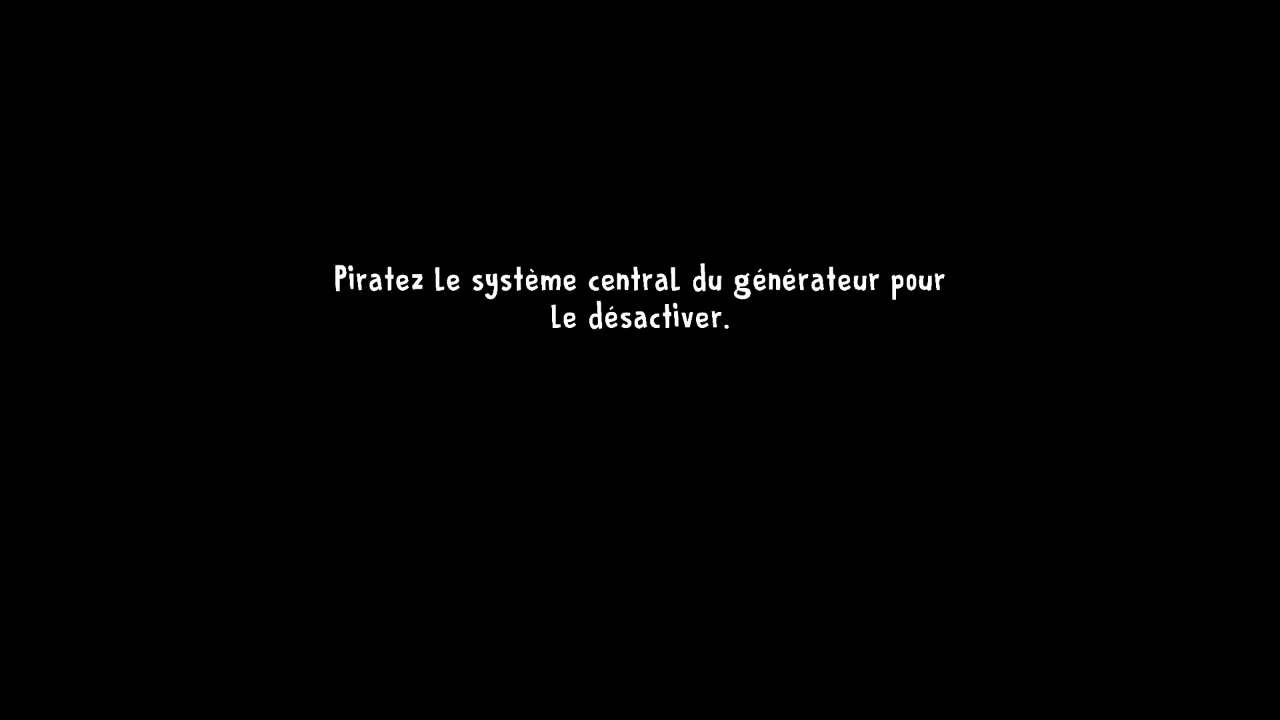 Piratez le système central du générateur pour
le désactiver.